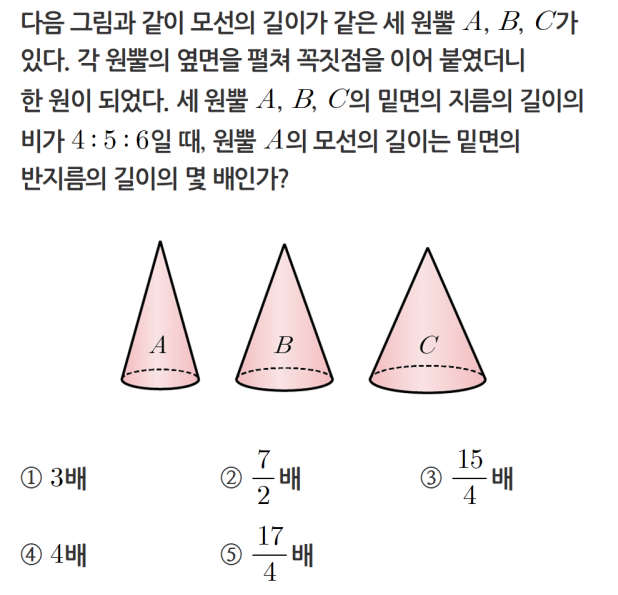 다음 그림과 같이 모선의 길이가 같은 세 원뿔 A, B, C가
있다. 각 원뿔의 옆면을 펼쳐 꼭짓점을 이어 붙였더니
한 원이 되었다. 세 원뿔 A, B, C의 밑면의 지름의 길이의
비가 4 : 5 : 6일 때, 원뿔 A의 모선의 길이는 밑면의
반지름의 길이의 몇 배인가?
A B C
① 3배 ② 7/2 배 ③ 15/4 배
④ 4배 ⑤ 17/4 배